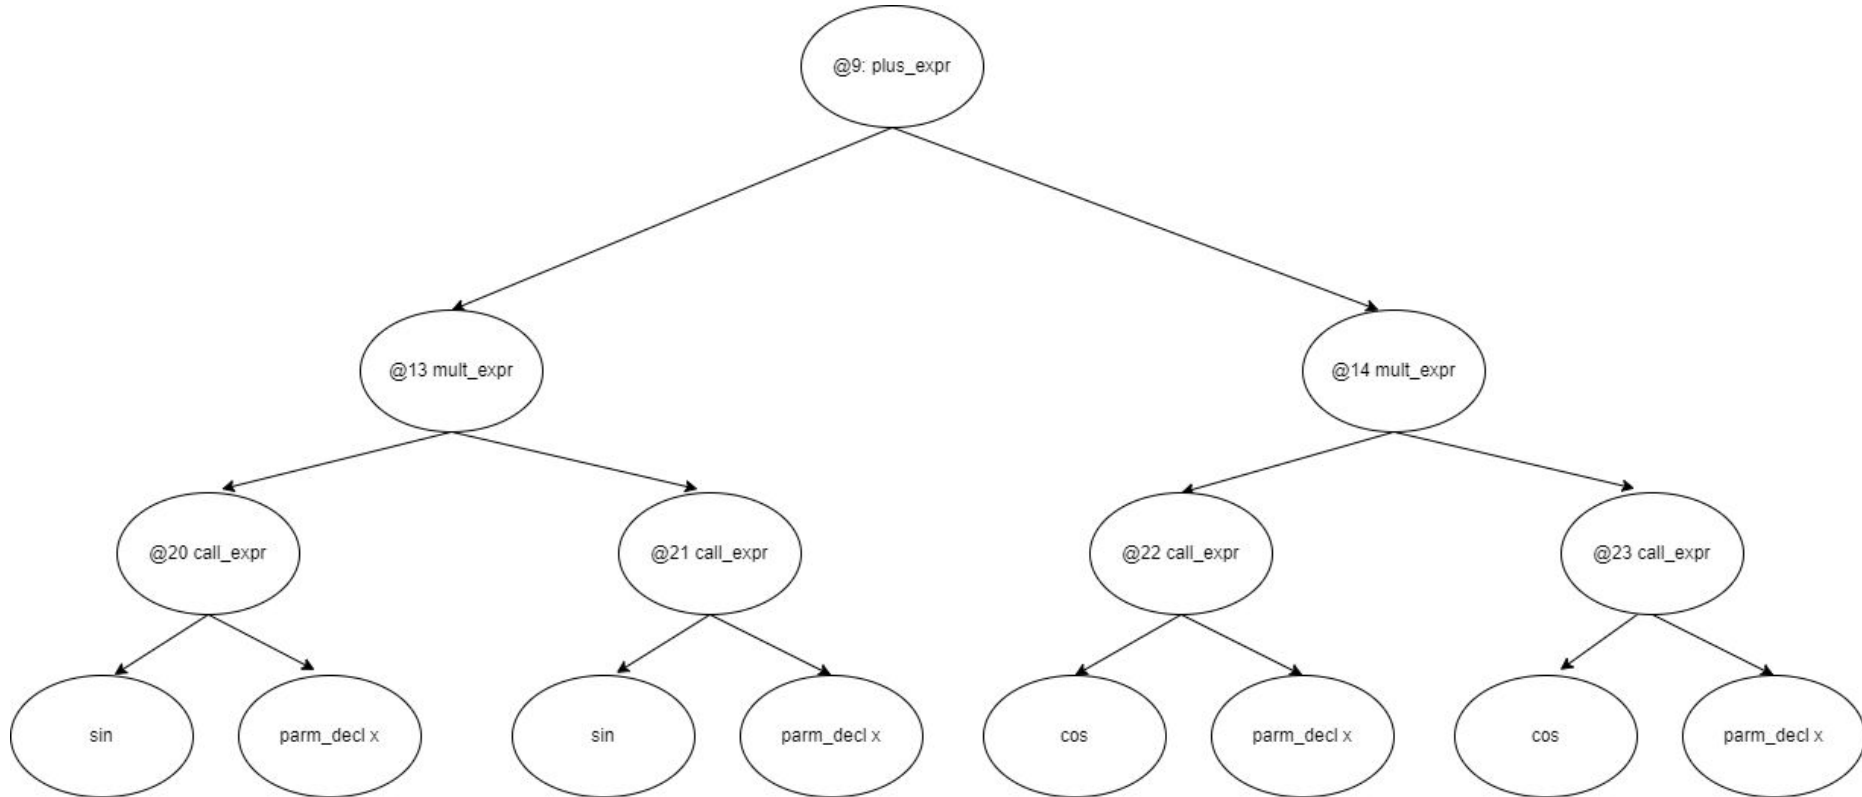 @9: plus_expr
@13 mult_expr
@14 mult_expr
@20 call_expr
@21 call_expr
@22 call_expr
@23 call_expr
sin
parm_decl x
sin
parm_decl x
cos
parm_decl x
cos
parm_decl x